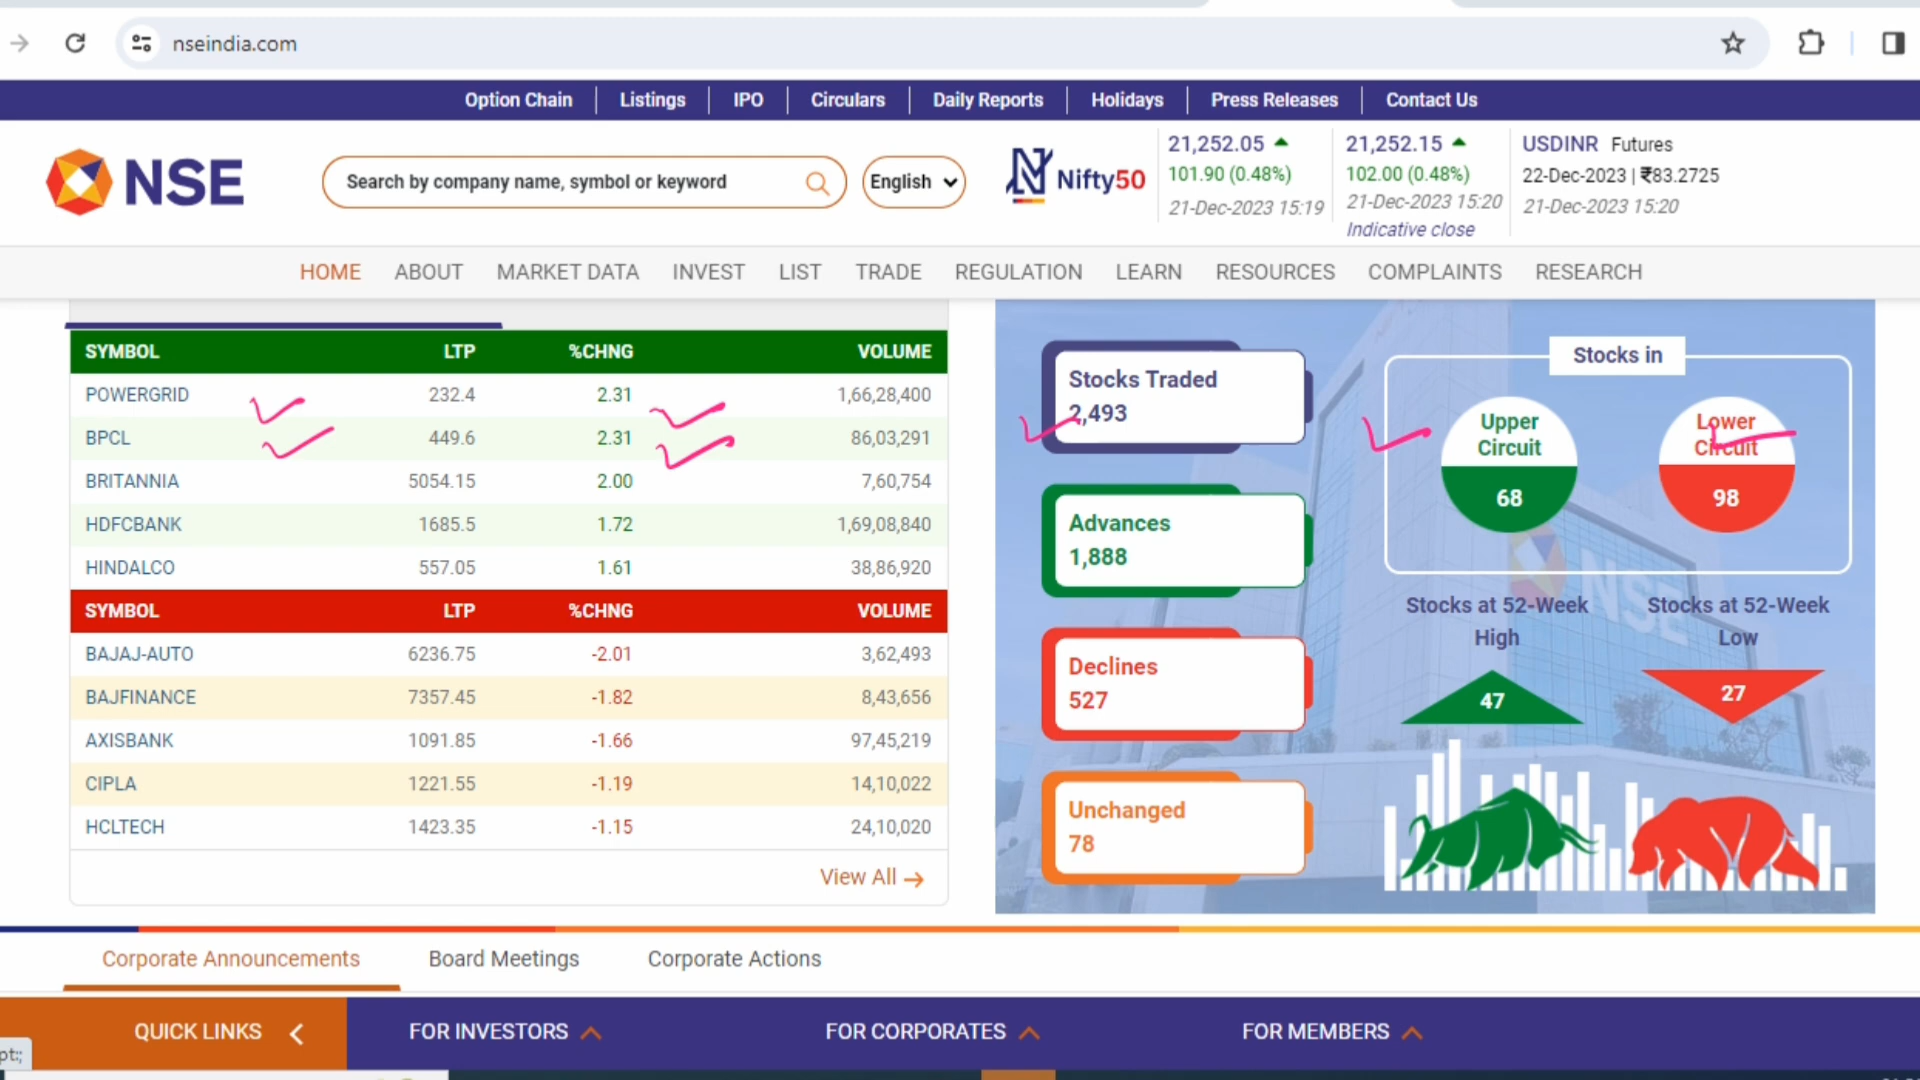 nseindia.com
Option Chain | Listings | IPO | Circulars | Daily Reports | Holidays | Press Releases | Contact Us
NSE
Search by company name, symbol or keyword
English
Nifty50
21,252.05
101.90 (0.48%)
21-Dec-2023 15:19
21,252.15
102.00 (0.48%)
21-Dec-2023 15:20
Indicative close
USDINR Futures
22-Dec-2023 | ₹83.2725
21-Dec-2023 15:20
HOME ABOUT MARKET DATA INVEST LIST TRADE REGULATION LEARN RESOURCES COMPLAINTS RESEARCH
SYMBOL LTP %CHNG VOLUME
POWERGRID 232.4 2.31 1,66,28,400
BPCL 449.6 2.31 86,03,291
BRITANNIA 5054.15 2.00 7,60,754
HDFCBANK 1685.5 1.72 1,69,08,840
HINDALCO 557.05 1.61 38,86,920
SYMBOL LTP %CHNG VOLUME
BAJAJ-AUTO 6236.75 -2.01 3,62,493
BAJFINANCE 7357.45 -1.82 8,43,656
AXISBANK 1091.85 -1.66 97,45,219
CIPLA 1221.55 -1.19 14,10,022
HCLTECH 1423.35 -1.15 24,10,020
View All
Stocks Traded
2,493
Advances
1,888
Declines
527
Unchanged
78
Stocks in
Upper
Circuit
68
Lower
Circuit
98
Stocks at 52-Week
High
47
Stocks at 52-Week
Low
27
NSE
Corporate Announcements Board Meetings Corporate Actions
QUICK LINKS FOR INVESTORS FOR CORPORATES FOR MEMBERS
pt:;